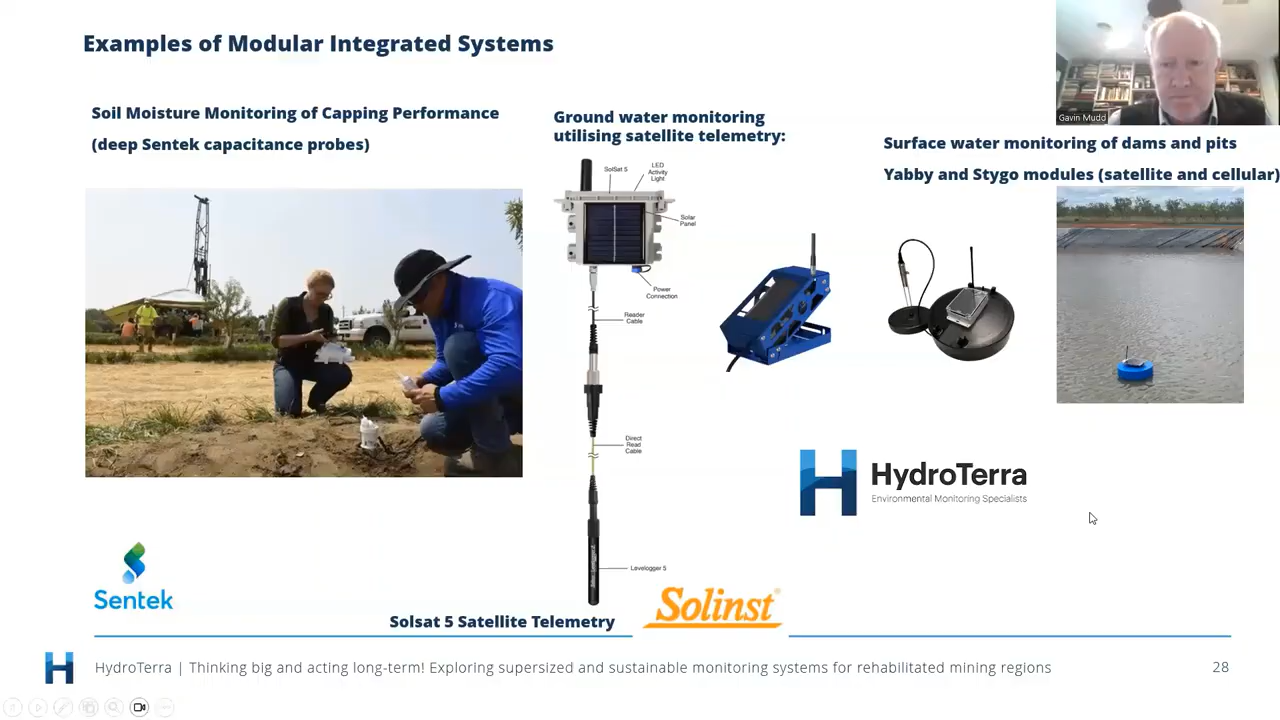 Examples of Modular Integrated Systems
Gavin Mudd
Soil Moisture Monitoring of Capping Performance
(deep Sentek capacitance probes)
Ground water monitoring
utilising satellite telemetry:
Surface water monitoring of dams and pits
Yabby and Stygo modules (satellite and cellular)
SolSat 5
LED
Activity
Light
Solar
Panel
Power
Connection
Reader
Cable
Direct
Read
Cable
Levelogger 5
HydroTerra
Environmental Monitoring Specialists
Sentek
Solinst
Solsat 5 Satellite Telemetry
HydroTerra | Thinking big and acting long-term! Exploring supersized and sustainable monitoring systems for rehabilitated mining regions
28